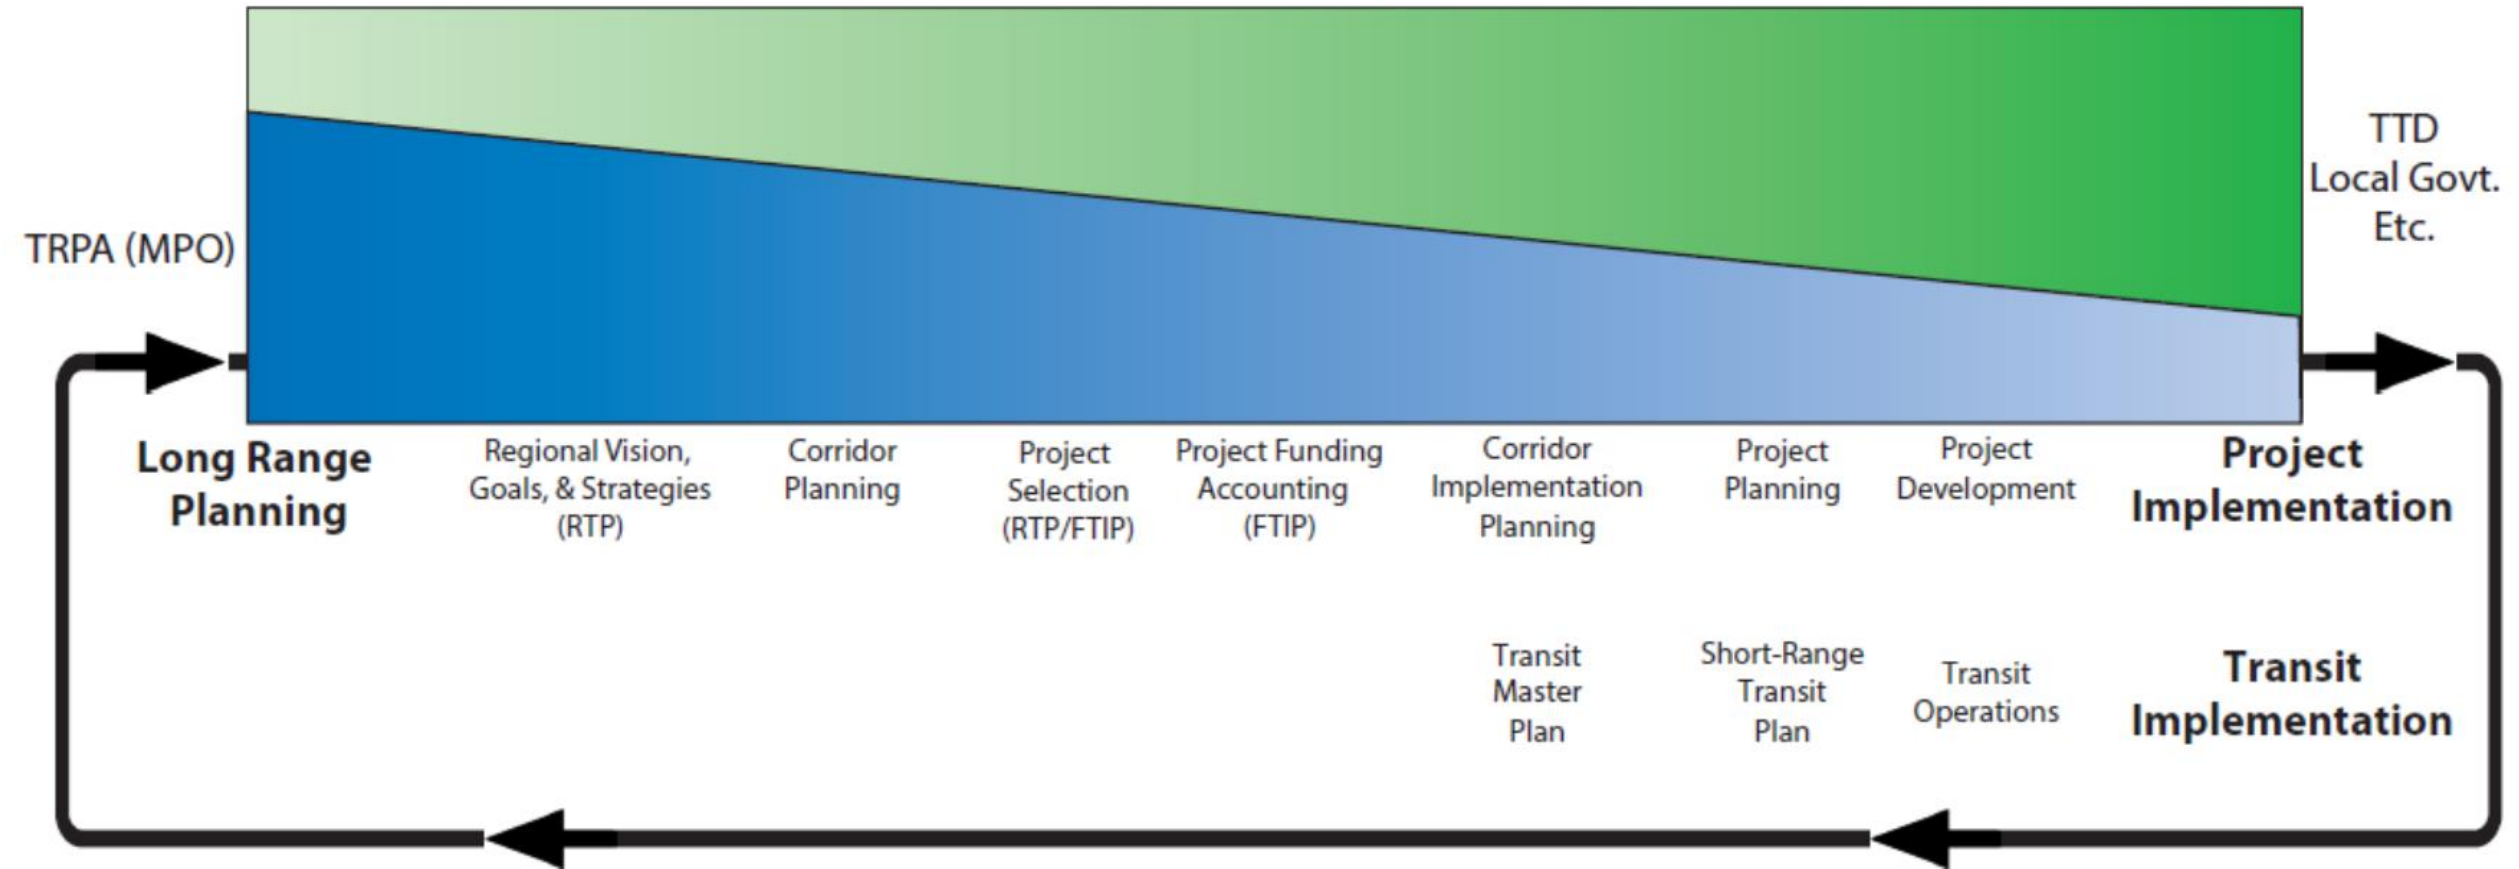 TTD
Local Govt.
Etc.
TRPA (MPO)
Long Range
Planning
Regional Vision,
Goals, & Strategies
(RTP)
Corridor
Planning
Project
Selection
(RTP/FTIP)
Project Funding
Accounting
(FTIP)
Corridor
Implementation
Planning
Project
Planning
Project
Development
Project
Implementation
Transit
Master
Plan
Short-Range
Transit
Plan
Transit
Operations
Transit
Implementation